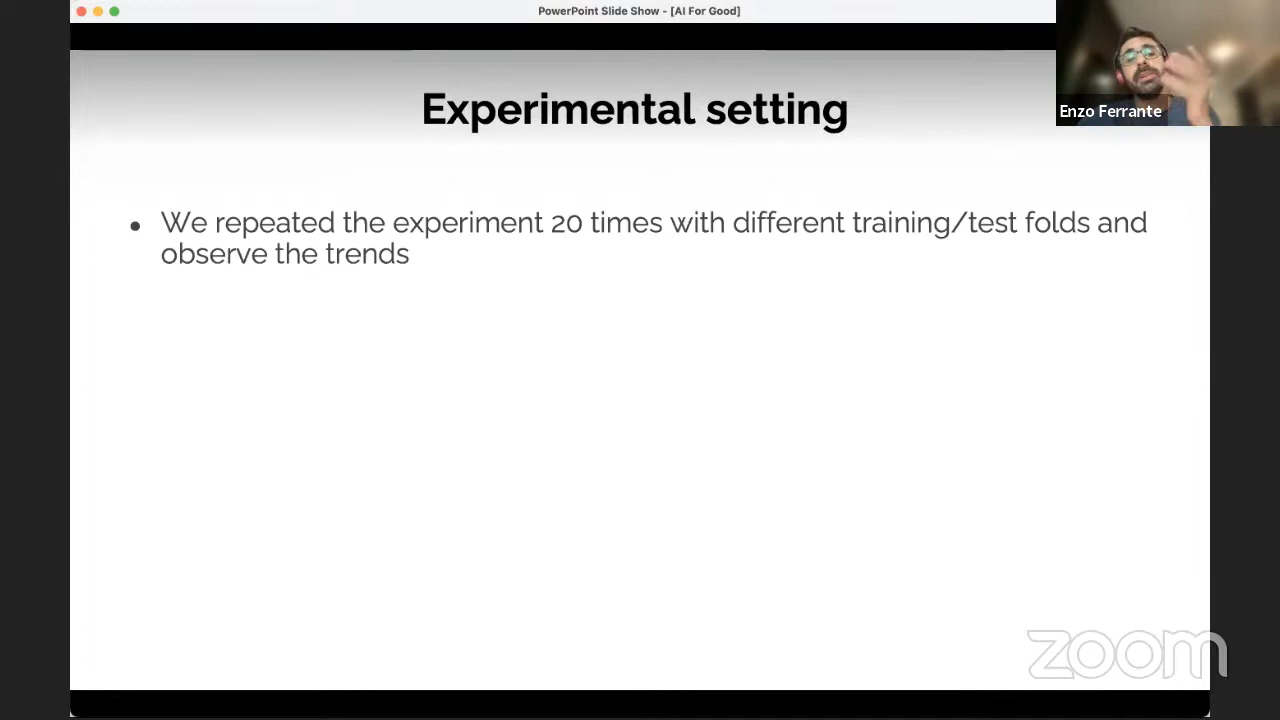 PowerPoint Slide Show - [AI For Good]
Experimental setting
Enzo Ferrante
• We repeated the experiment 20 times with different training/test folds and
observe the trends
zoom